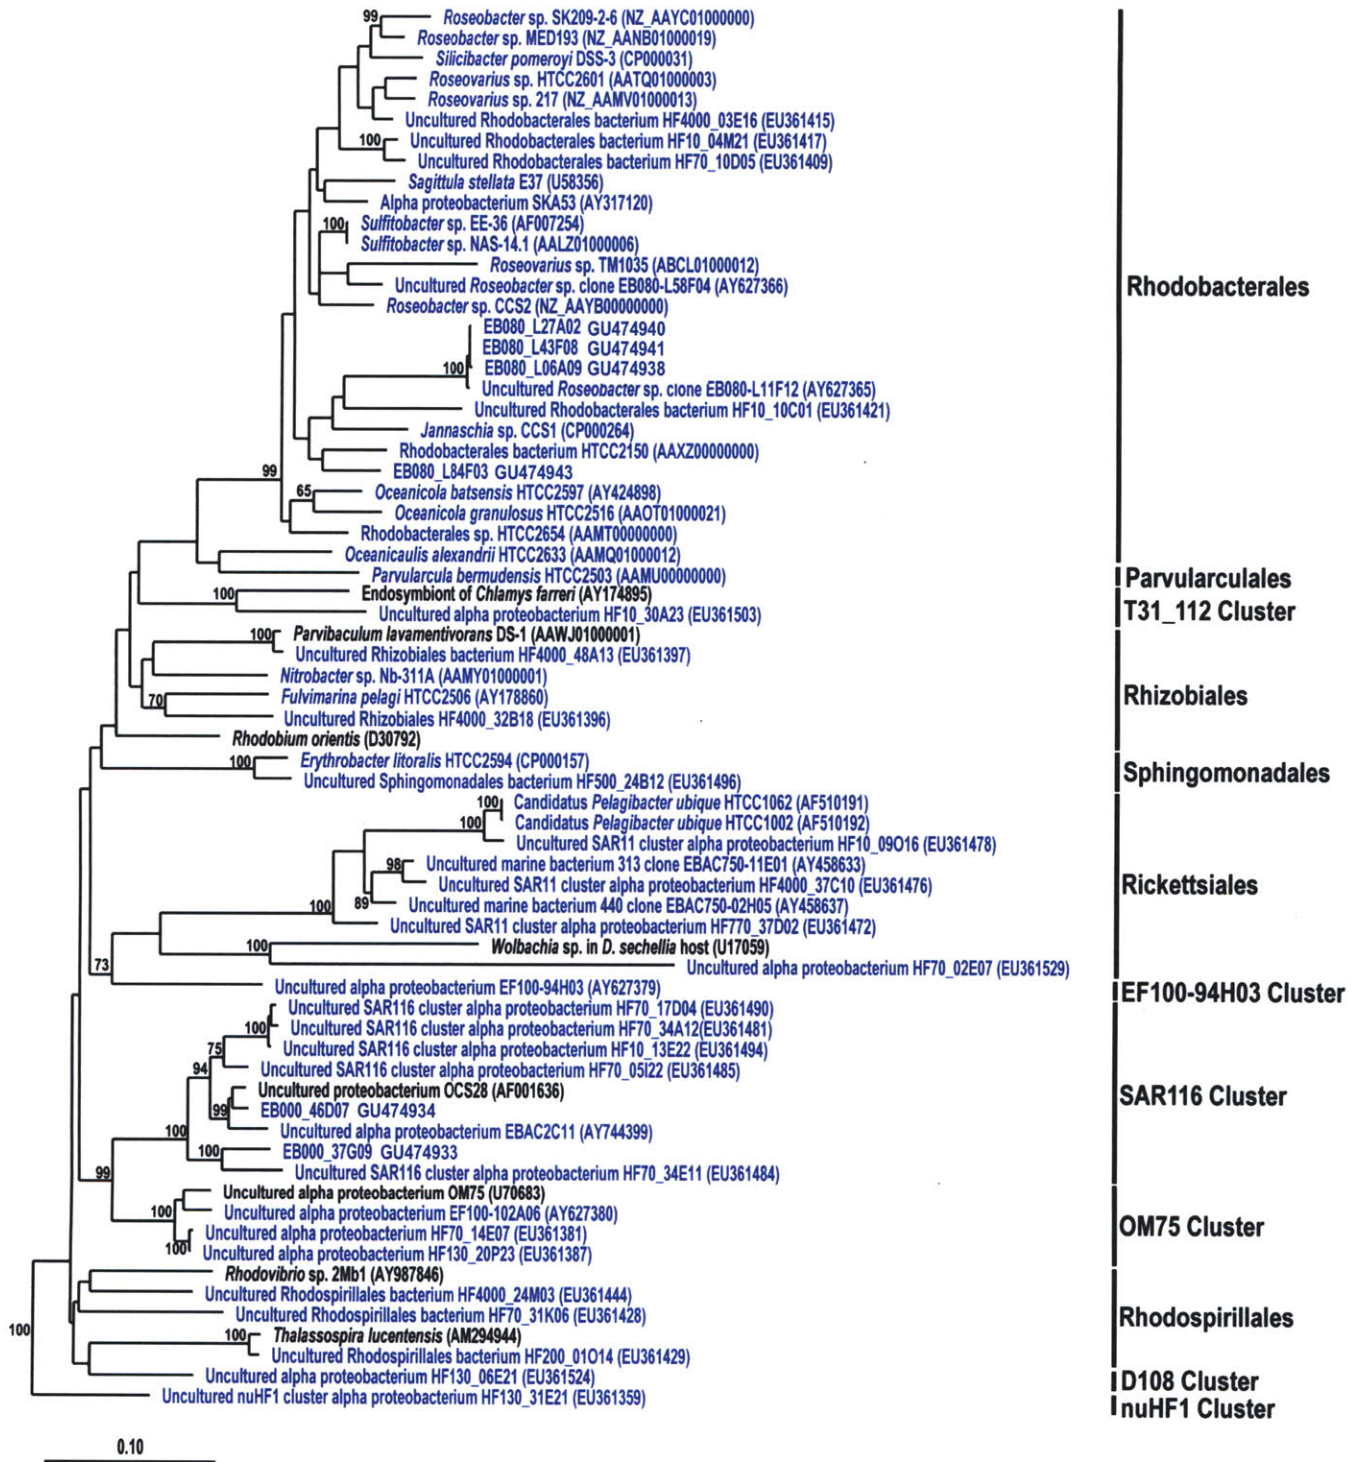 99
Roseobacter sp. SK209-2-6 (NZ_AAYC01000000)
Roseobacter sp. MED193 (NZ_AANB01000019)
Silicibacter pomeroyi DSS-3 (CP000031)
Roseovarius sp. HTCC2601 (AATQ01000003)
Roseovarius sp. 217 (NZ_AAMV01000013)
Uncultured Rhodobacterales bacterium HF4000_03E16 (EU361415)
100
Uncultured Rhodobacterales bacterium HF10_04M21 (EU361417)
Uncultured Rhodobacterales bacterium HF70_10D05 (EU361409)
Sagittula stellata E37 (U58356)
Alpha proteobacterium SKA53 (AY317120)
100
Sulfitobacter sp. EE-36 (AF007254)
Sulfitobacter sp. NAS-14.1 (AALZ01000006)
Roseovarius sp. TM1035 (ABCL01000012)
Uncultured Roseobacter sp. clone EB080-L58F04 (AY627366)
Roseobacter sp. CCS2 (NZ_AAYB00000000)
Rhodobacterales
EB080_L27A02 GU474940
EB080_L43F08 GU474941
100
EB080_L06A09 GU474938
Uncultured Roseobacter sp. clone EB080-L11F12 (AY627365)
Uncultured Rhodobacterales bacterium HF10_10C01 (EU361421)
Jannaschia sp. CCS1 (CP000264)
Rhodobacterales bacterium HTCC2150 (AAXZ00000000)
99
EB080_L84F03 GU474943
65
Oceanicola batsensis HTCC2597 (AY424898)
Oceanicola granulosus HTCC2516 (AAOT01000021)
Rhodobacterales sp. HTCC2654 (AAMT00000000)
Oceanicaulis alexandrii HTCC2633 (AAMQ01000012)
Parvularcula bermudensis HTCC2503 (AAMU00000000)
Parvularculales
100
Endosymbiont of Chlamys farreri (AY174895)
Uncultured alpha proteobacterium HF10_30A23 (EU361503)
T31_112 Cluster
100
Parvibaculum lavamentivorans DS-1 (AAWJ01000001)
Uncultured Rhizobiales bacterium HF4000_48A13 (EU361397)
Nitrobacter sp. Nb-311A (AAMY01000001)
70
Fulvimarina pelagi HTCC2506 (AY178860)
Rhizobiales
Uncultured Rhizobiales HF4000_32B18 (EU361396)
Rhodobium orientis (D30792)
100
Erythrobacter litoralis HTCC2594 (CP000157)
Uncultured Sphingomonadales bacterium HF500_24B12 (EU361496)
Sphingomonadales
100
Candidatus Pelagibacter ubique HTCC1062 (AF510191)
100
Candidatus Pelagibacter ubique HTCC1002 (AF510192)
Uncultured SAR11 cluster alpha proteobacterium HF10_09O16 (EU361478)
98
Uncultured marine bacterium 313 clone EBAC750-11E01 (AY458633)
Uncultured SAR11 cluster alpha proteobacterium HF4000_37C10 (EU361476)
Rickettsiales
100
89
Uncultured marine bacterium 440 clone EBAC750-02H05 (AY458637)
Uncultured SAR11 cluster alpha proteobacterium HF770_37D02 (EU361472)
100
Wolbachia sp. in D. sechellia host (U17059)
73
Uncultured alpha proteobacterium HF70_02E07 (EU361529)
Uncultured alpha proteobacterium EF100-94H03 (AY627379)
EF100-94H03 Cluster
Uncultured SAR116 cluster alpha proteobacterium HF70_17D04 (EU361490)
100
Uncultured SAR116 cluster alpha proteobacterium HF70_34A12(EU361481)
75
Uncultured SAR116 cluster alpha proteobacterium HF10_13E22 (EU361494)
94
Uncultured SAR116 cluster alpha proteobacterium HF70_05I22 (EU361485)
Uncultured proteobacterium OCS28 (AF001636)
SAR116 Cluster
99
EB000_46D07 GU474934
100
Uncultured alpha proteobacterium EBAC2C11 (AY744399)
100
EB000_37G09 GU474933
99
Uncultured SAR116 cluster alpha proteobacterium HF70_34E11 (EU361484)
Uncultured alpha proteobacterium OM75 (U70683)
100
Uncultured alpha proteobacterium EF100-102A06 (AY627380)
OM75 Cluster
Uncultured alpha proteobacterium HF70_14E07 (EU361381)
100
Uncultured alpha proteobacterium HF130_20P23 (EU361387)
Rhodovibrio sp. 2Mb1 (AY987846)
Uncultured Rhodospirillales bacterium HF4000_24M03 (EU361444)
Uncultured Rhodospirillales bacterium HF70_31K06 (EU361428)
Rhodospirillales
100
100
Thalassospira lucentensis (AM294944)
Uncultured Rhodospirillales bacterium HF200_01O14 (EU361429)
Uncultured alpha proteobacterium HF130_06E21 (EU361524)
D108 Cluster
Uncultured nuHF1 cluster alpha proteobacterium HF130_31E21 (EU361359)
nuHF1 Cluster
0.10